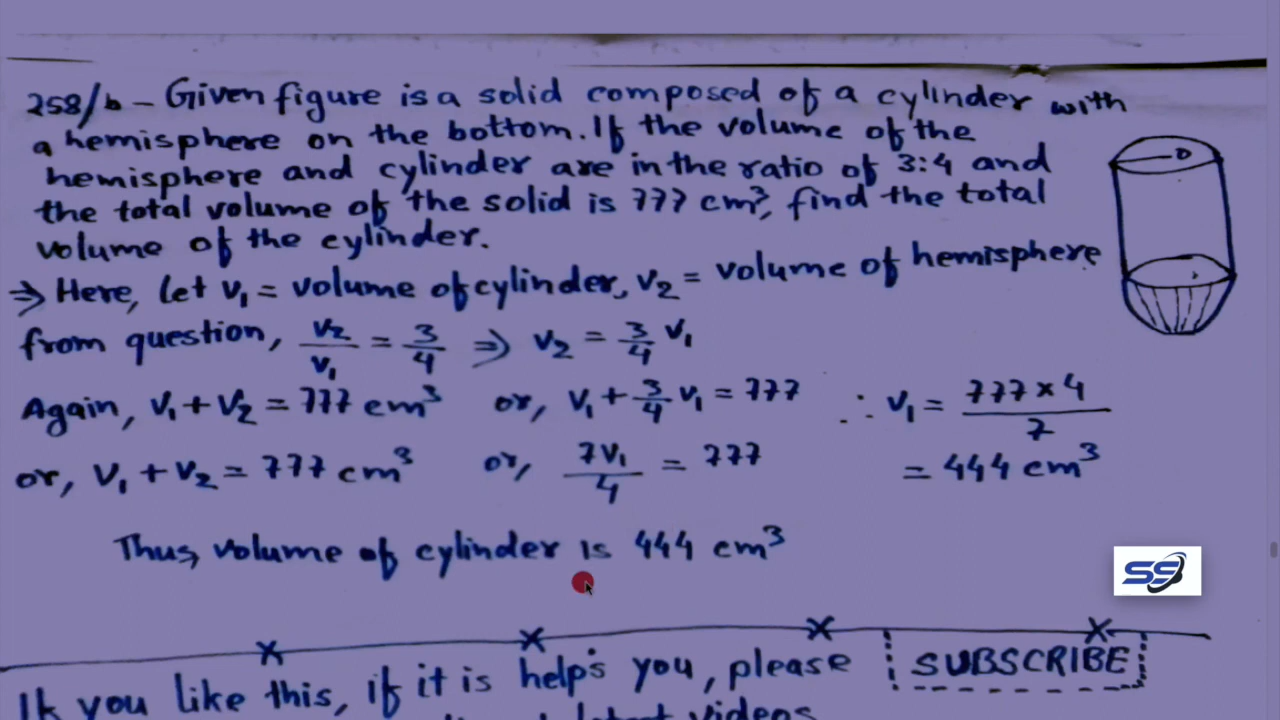 258/b - Given figure is a solid composed of a cylinder with
a hemisphere on the bottom. If the volume of the
hemisphere and cylinder are in the ratio of 3:4 and
the total volume of the solid is 777 cm³, find the total
volume of the cylinder.
⇒ Here, let v₁ = volume of cylinder, v₂ = volume of hemisphere
from question, v₂/v₁ = 3/4 ⇒ v₂ = 3/4 v₁
Again, v₁ + v₂ = 777 cm³ or, v₁ + 3/4 v₁ = 777 ∴ v₁ = 777 × 4 / 7
or, v₁ + v₂ = 777 cm³ or, 7v₁/4 = 777 = 444 cm³
Thus, volume of cylinder is 444 cm³
SS
If you like this, if it is helps you, please SUBSCRIBE
latest videos